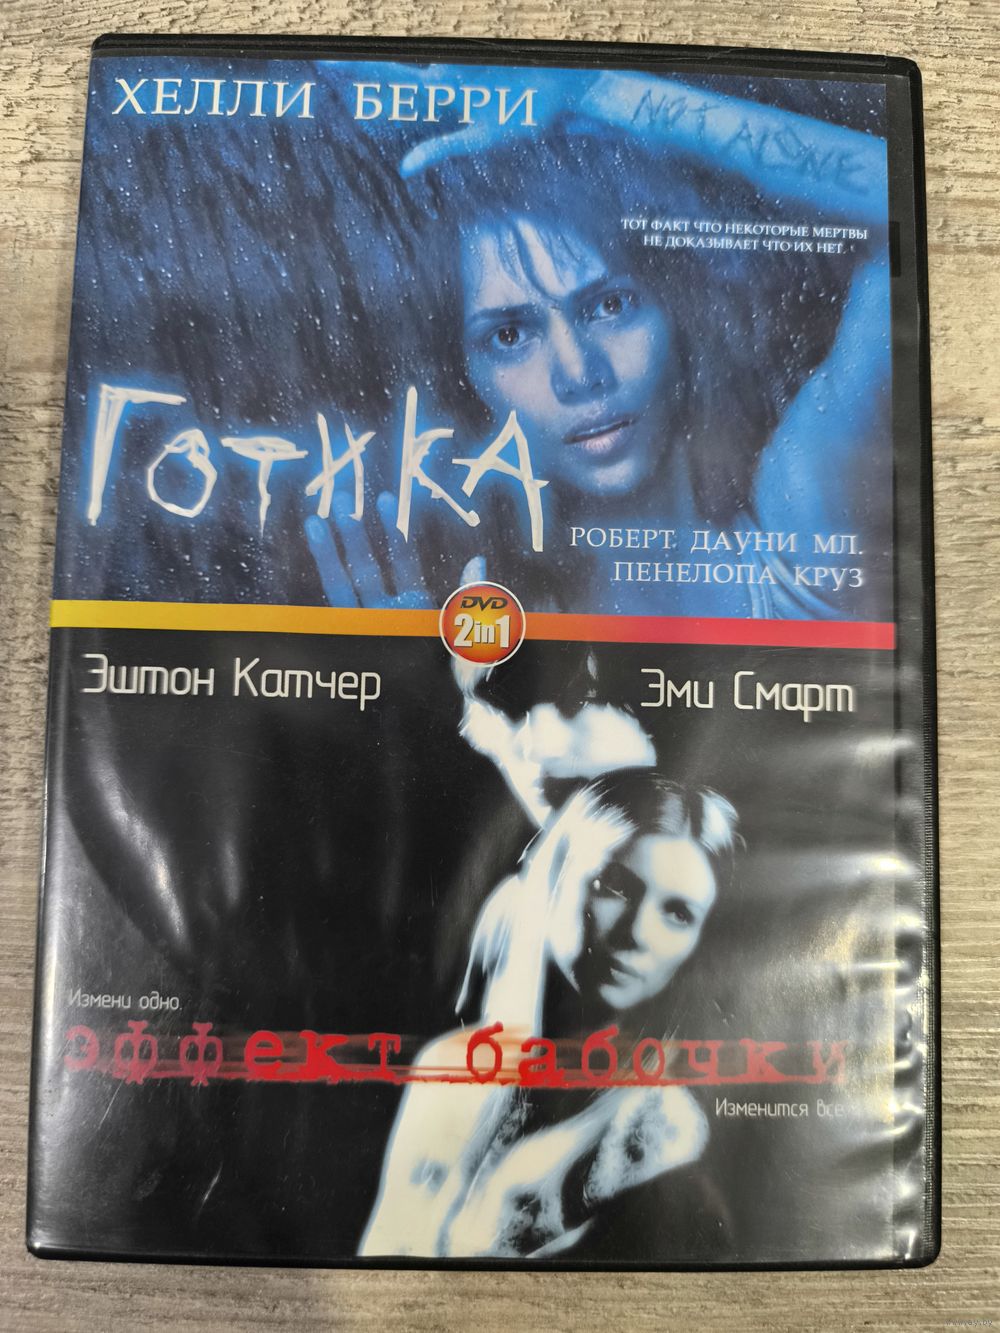 ХЕЛЛИ БЕРРИ
NOT ALONE
ТОТ ФАКТ ЧТО НЕКОТОРЫЕ МЕРТВЫ
НЕ ДОКАЗЫВАЕТ ЧТО ИХ НЕТ.
ГОТИКА
РОБЕРТ ДАУНИ МЛ.
ПЕНЕЛОПА КРУЗ
DVD
2in1
Эштон Катчер
Эми Смарт
Измени одно.
эффект бабочки
Изменится все